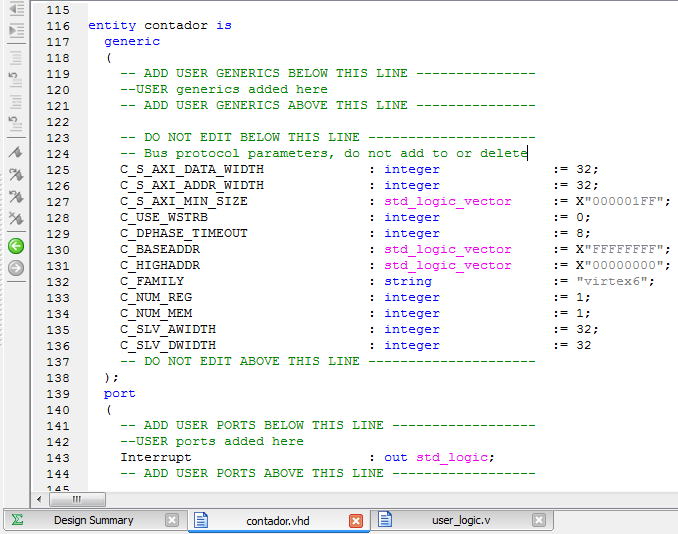 115
116 entity contador is
117 generic
118 (
119 -- ADD USER GENERICS BELOW THIS LINE ---------------
120 --USER generics added here
121 -- ADD USER GENERICS ABOVE THIS LINE ---------------
122
123 -- DO NOT EDIT BELOW THIS LINE ---------------------
124 -- Bus protocol parameters, do not add to or delete
125 C_S_AXI_DATA_WIDTH : integer := 32;
126 C_S_AXI_ADDR_WIDTH : integer := 32;
127 C_S_AXI_MIN_SIZE : std_logic_vector := X"000001FF";
128 C_USE_WSTRB : integer := 0;
129 C_DPHASE_TIMEOUT : integer := 8;
130 C_BASEADDR : std_logic_vector := X"FFFFFFFF";
131 C_HIGHADDR : std_logic_vector := X"00000000";
132 C_FAMILY : string := "virtex6";
133 C_NUM_REG : integer := 1;
134 C_NUM_MEM : integer := 1;
135 C_SLV_AWIDTH : integer := 32;
136 C_SLV_DWIDTH : integer := 32
137 -- DO NOT EDIT ABOVE THIS LINE ---------------------
138 );
139 port
140 (
141 -- ADD USER PORTS BELOW THIS LINE ------------------
142 --USER ports added here
143 Interrupt : out std_logic;
144 -- ADD USER PORTS ABOVE THIS LINE ------------------
145
Design Summary contador.vhd user_logic.v